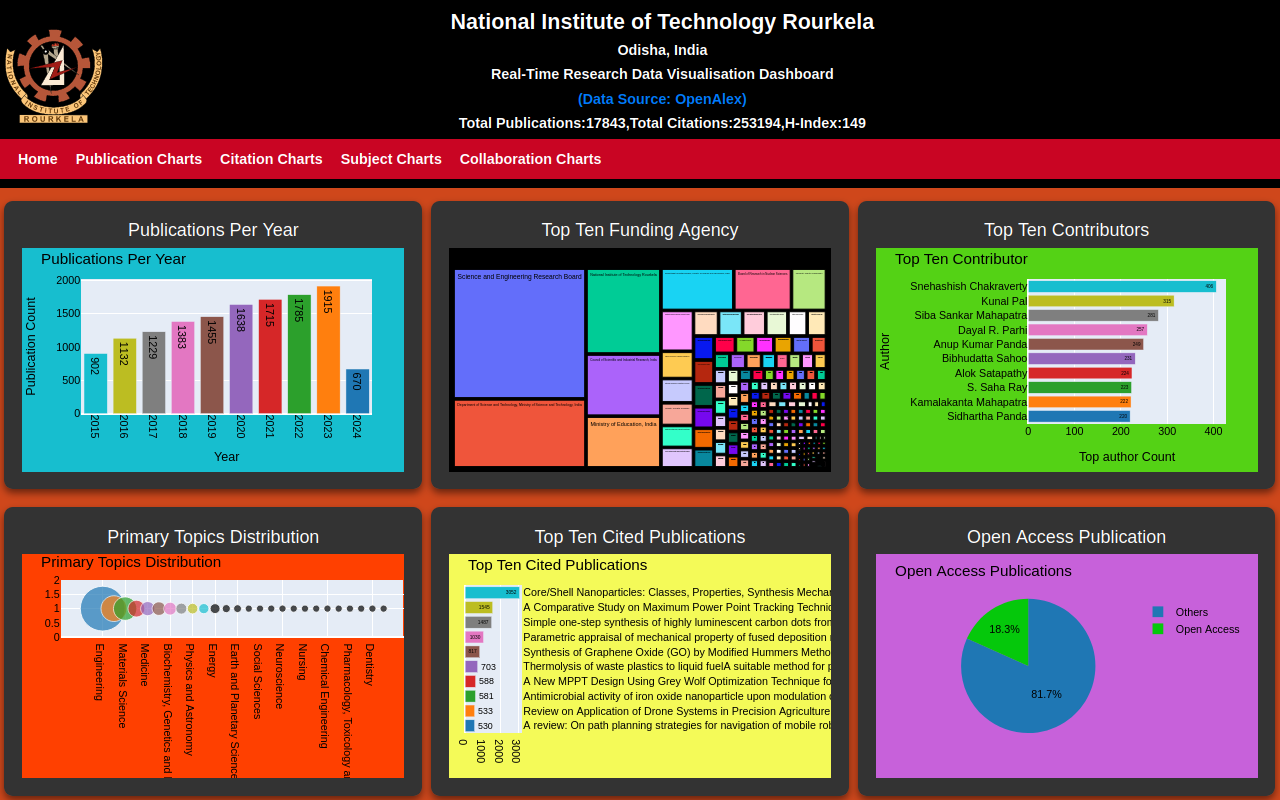 National Institute of Technology Rourkela
Odisha, India
Real-Time Research Data Visualisation Dashboard
(Data Source: OpenAlex)
Total Publications:17843,Total Citations:253194,H-Index:149
NATIONAL INSTITUTE OF TECHNOLOGY
ROURKELA
Home Publication Charts Citation Charts Subject Charts Collaboration Charts
Publications Per Year
Publications Per Year
Publication Count
2000
1500
1000
500
0
902
1132
1229
1383
1455
1638
1715
1785
1915
670
2015
2016
2017
2018
2019
2020
2021
2022
2023
2024
Year
Top Ten Funding Agency
Science and Engineering Research Board
National Institute of Technology Rourkela
Council of Scientific and Industrial Research, India
Department of Science and Technology, Ministry of Science and Technology, India
Ministry of Education, India
Top Ten Contributors
Top Ten Contributor
Author
Snehashish Chakraverty
Kunal Pal 315
Siba Sankar Mahapatra
Dayal R. Parhi 257
Anup Kumar Panda
Bibhudatta Sahoo 231
Alok Satapathy 224
S. Saha Ray 223
Kamalakanta Mahapatra 222
Sidhartha Panda
0 100 200 300 400
Top author Count
Primary Topics Distribution
Primary Topics Distribution
2
1.5
1
0.5
0
Engineering
Materials Science
Medicine
Biochemistry, Genetics and
Physics and Astronomy
Energy
Earth and Planetary Science
Social Sciences
Neuroscience
Nursing
Chemical Engineering
Pharmacology, Toxicology a
Dentistry
Top Ten Cited Publications
Top Ten Cited Publications
3052 Core/Shell Nanoparticles: Classes, Properties, Synthesis Mechar
1545 A Comparative Study on Maximum Power Point Tracking Technic
1487 Simple one-step synthesis of highly luminescent carbon dots fron
1030 Parametric appraisal of mechanical property of fused deposition
817 Synthesis of Graphene Oxide (GO) by Modified Hummers Metho
703 Thermolysis of waste plastics to liquid fuelA suitable method for p
588 A New MPPT Design Using Grey Wolf Optimization Technique fo
581 Antimicrobial activity of iron oxide nanoparticle upon modulation
533 Review on Application of Drone Systems in Precision Agriculture
530 A review: On path planning strategies for navigation of mobile rob
0
1000
2000
3000
Open Access Publication
Open Access Publications
18.3%
81.7%
Others
Open Access